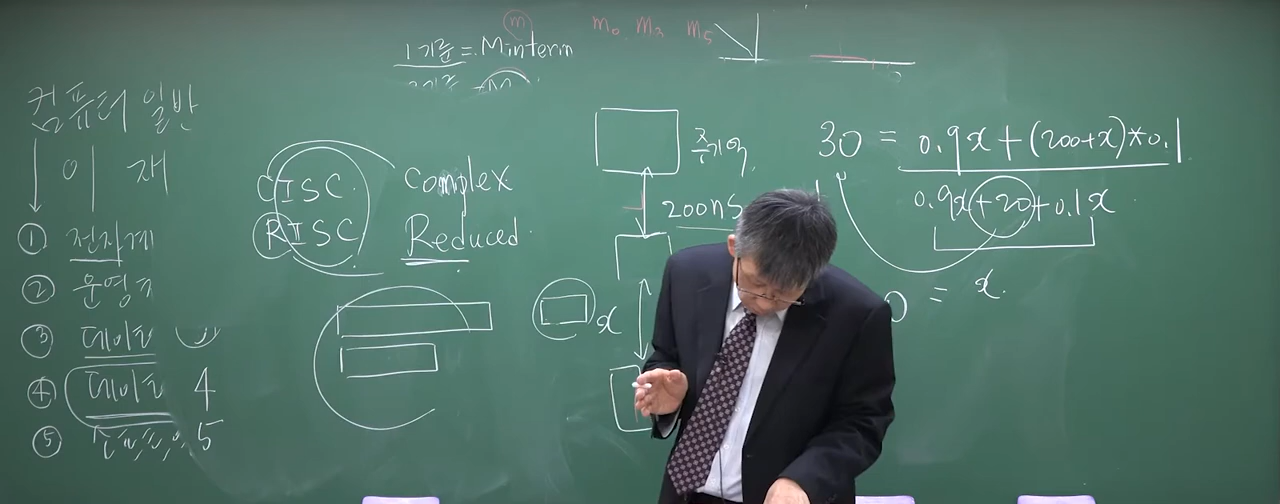 m
m₀. m₂ m₅
1 기준 = Minterm
컴퓨터 일반
이 재
① 전자계
② 운영
③ 데이터
④ 데이터 4
⑤ 5
CISC. Complex
RISC Reduced.
주기억
200ns
x
30 = 0.9x+(200+x)*0.1
0.9x+20+0.1x
0 = x.